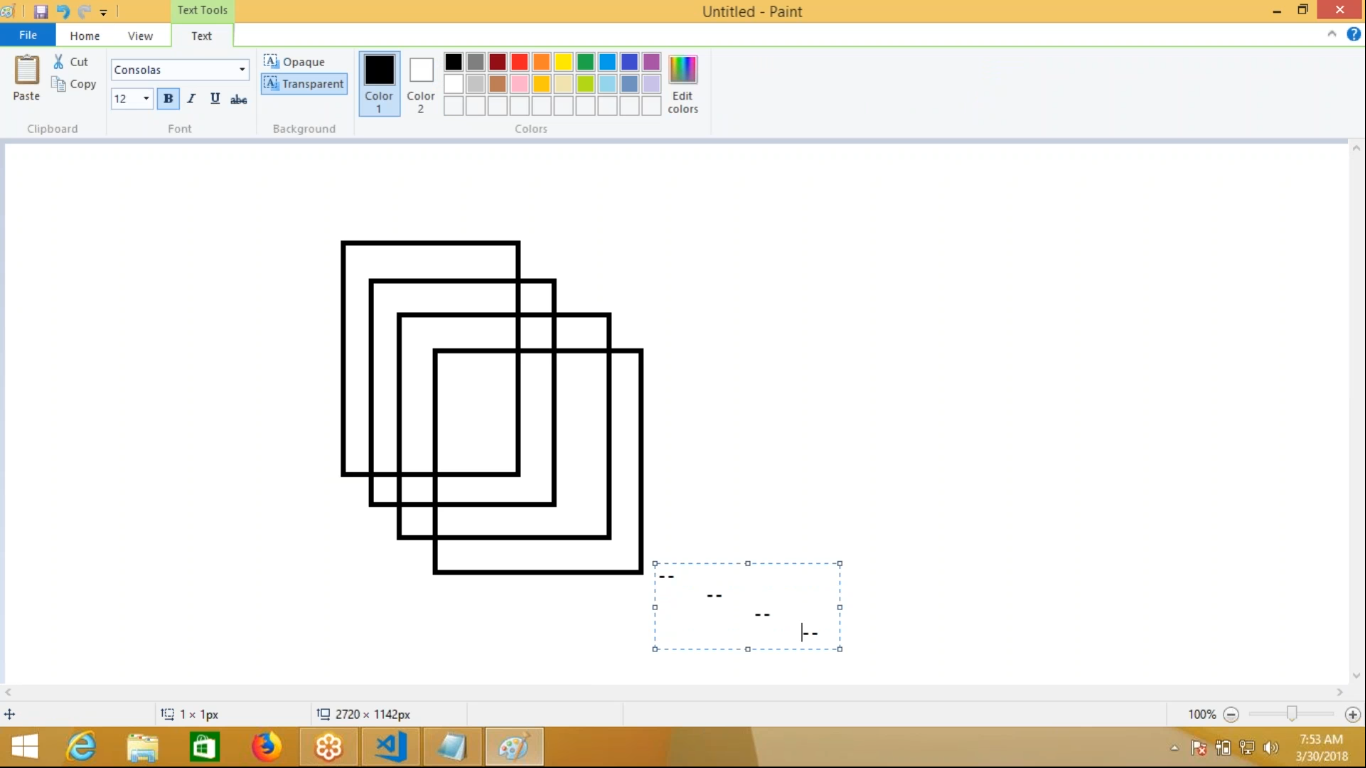 Text Tools
Untitled - Paint
File
Home
View
Text
Paste
Cut
Copy
Clipboard
Consolas
12
B
I
U
abc
Font
A Opaque
A Transparent
Background
Color
1
Color
2
Edit
colors
Colors
--
--
--
--
1 × 1px
2720 × 1142px
100%
7:53 AM
3/30/2018